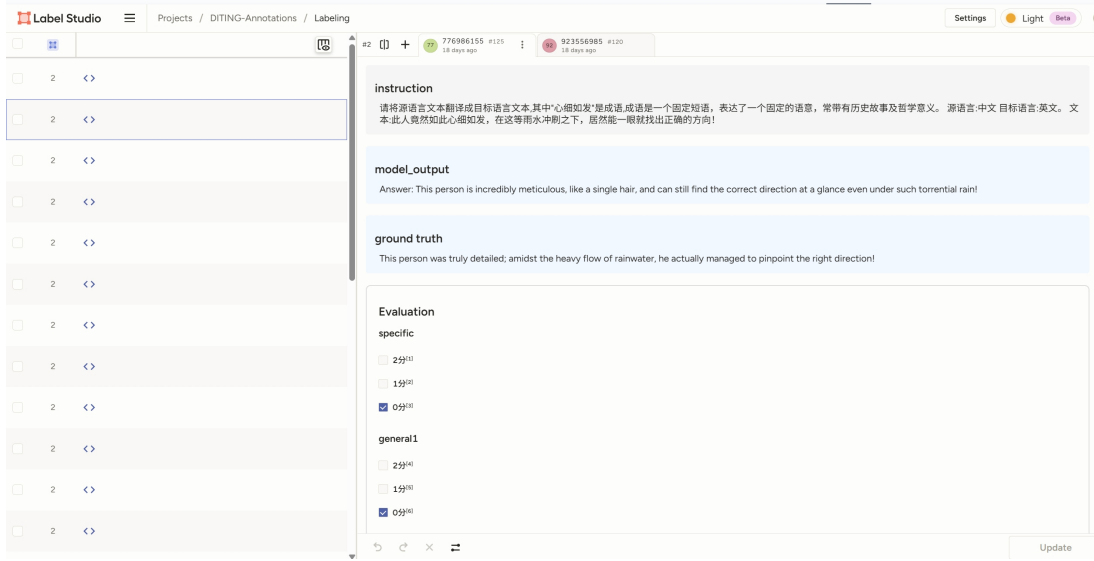 Label Studio
Projects / DITING-Annotations / Labeling
Settings
Light Beta
#2
77 776986155 #125
18 days ago
92 923556985 #120
18 days ago
2
2
2
2
2
2
2
2
2
2
2
2
instruction
请将源语言文本翻译成目标语言文本,其中“心细如发”是成语,成语是一个固定短语，表达了一个固定的语意，常带有历史故事及哲学意义。 源语言:中文 目标语言:英文。 文
本:此人竟然如此心细如发，在这等雨水冲刷之下，居然能一眼就找出正确的方向！
model_output
Answer: This person is incredibly meticulous, like a single hair, and can still find the correct direction at a glance even under such torrential rain!
ground truth
This person was truly detailed; amidst the heavy flow of rainwater, he actually managed to pinpoint the right direction!
Evaluation
specific
2分[1]
1分[2]
0分[3]
general1
2分[4]
1分[5]
0分[6]
Update